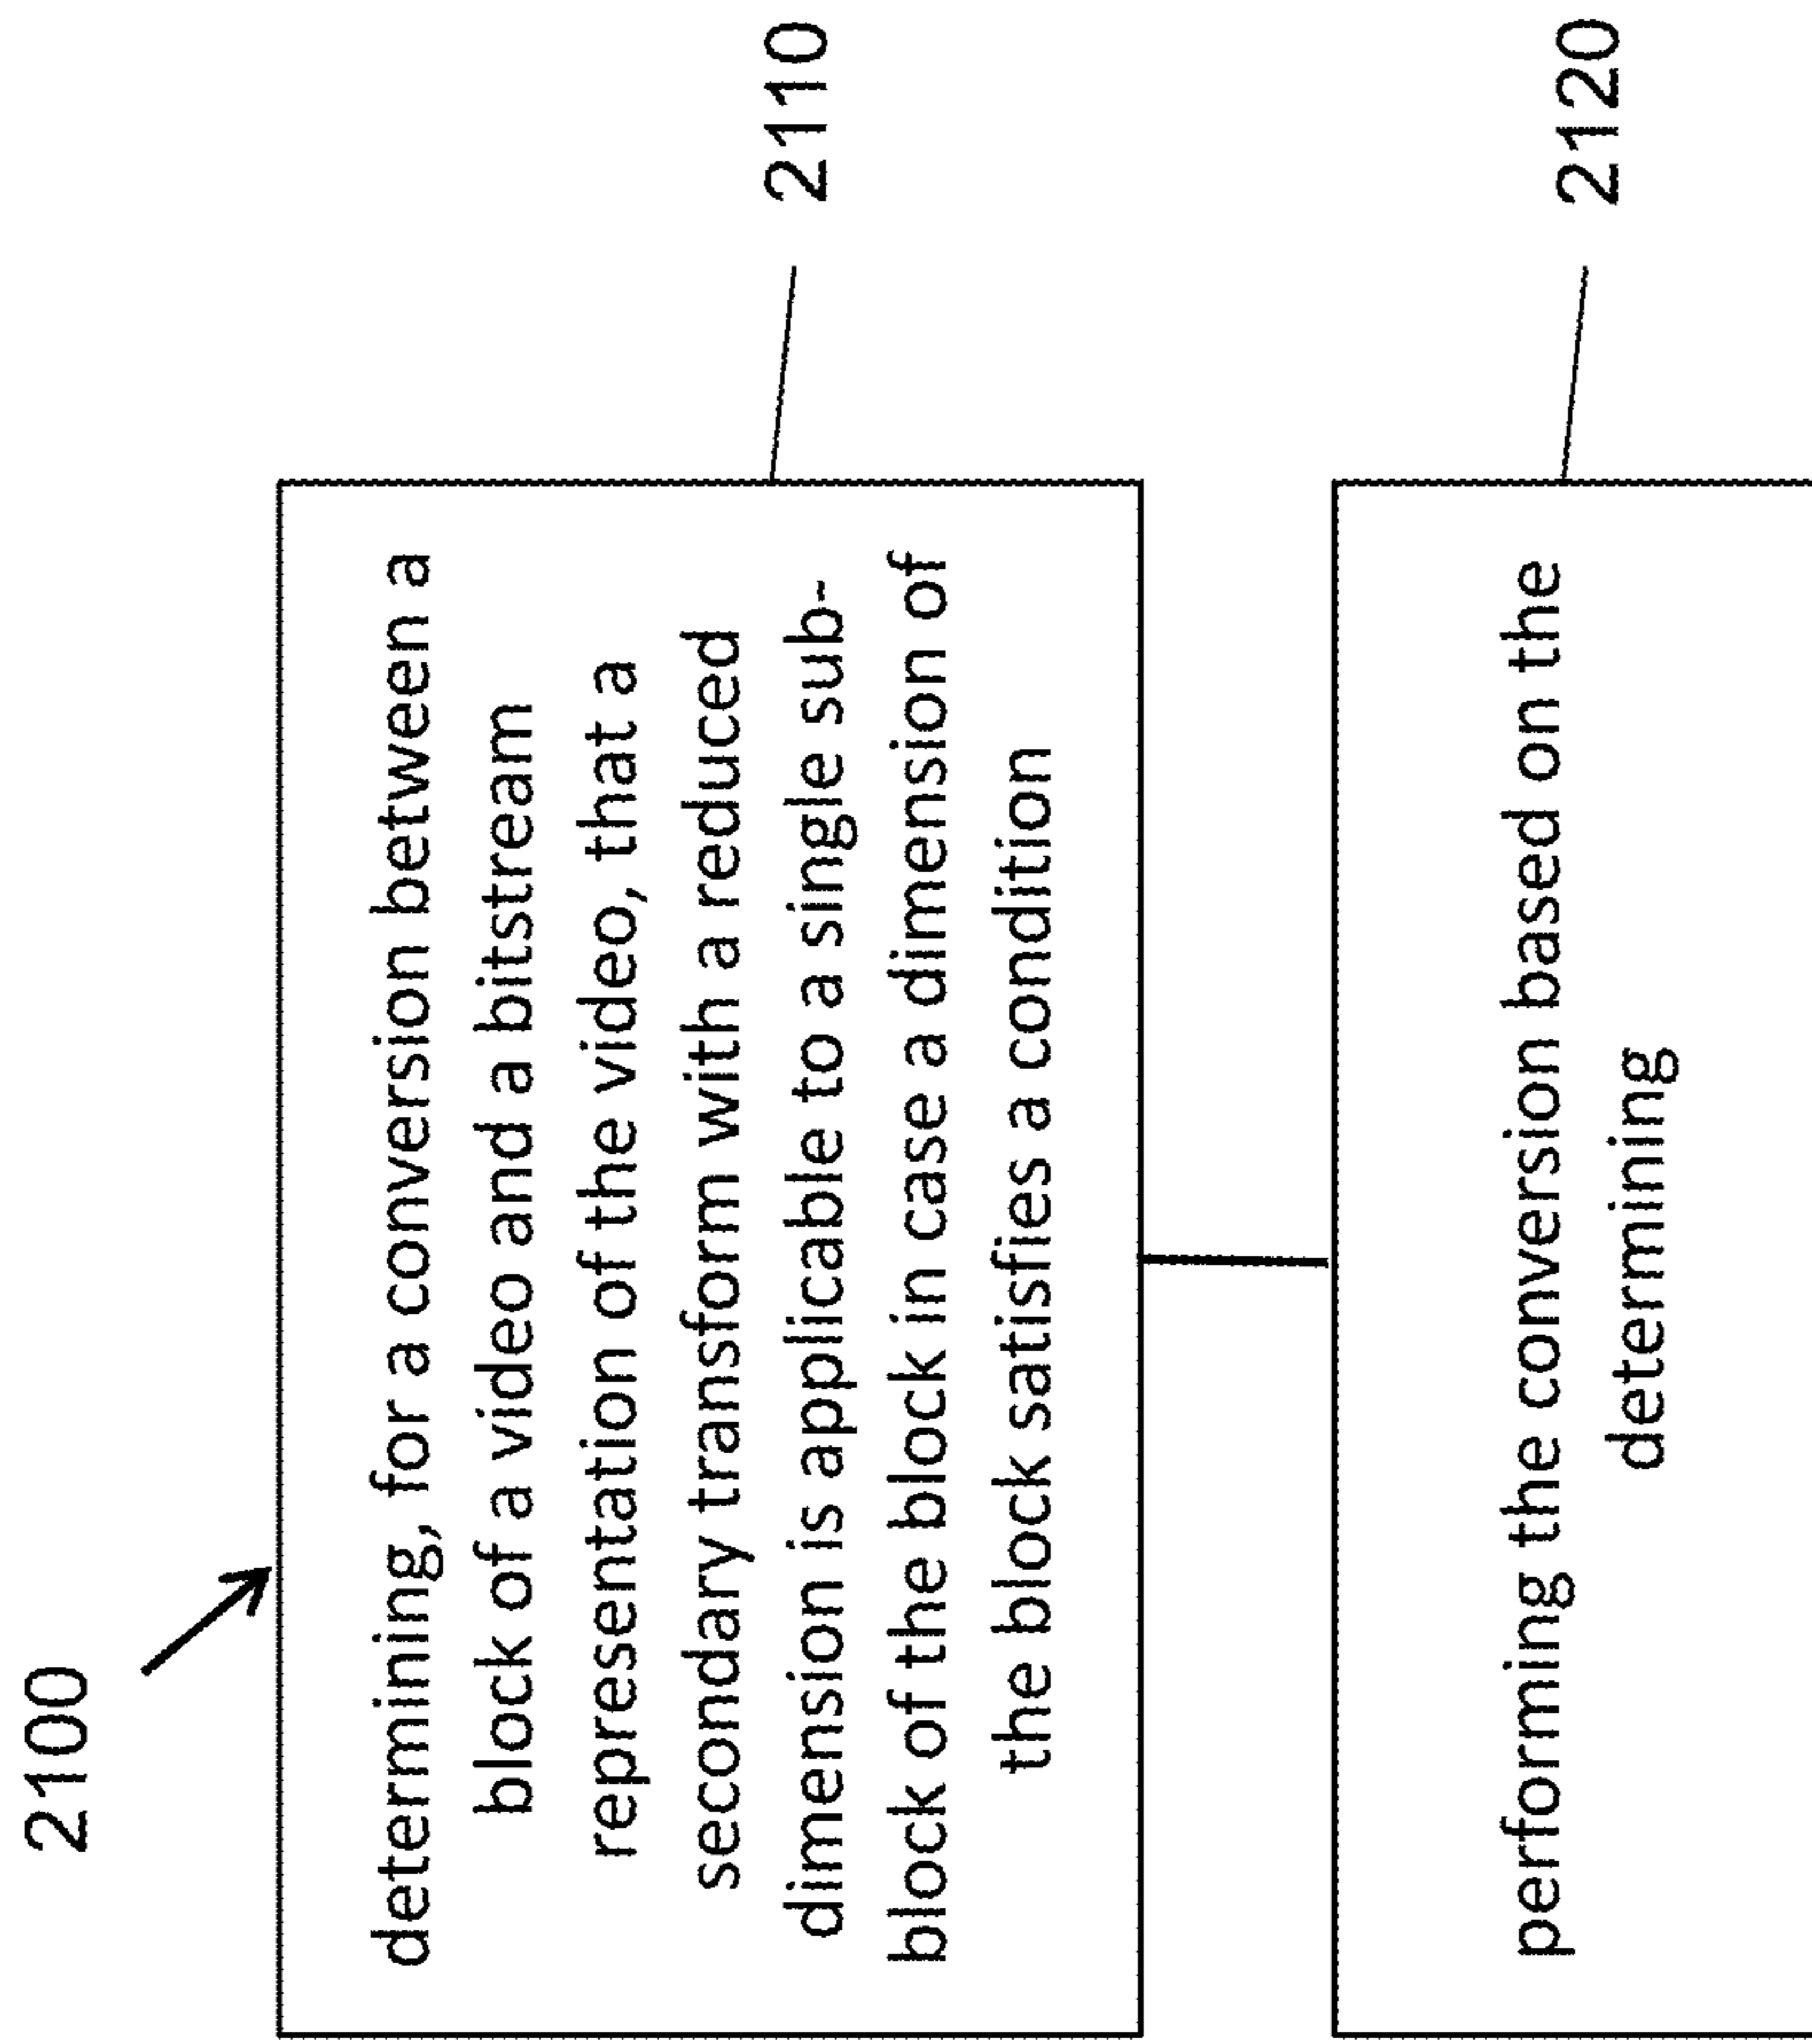 2100
determining, for a conversion between a
block of a video and a bitstream
representation of the video, that a
secondary transform with a reduced
dimension is applicable to a single sub-
block of the block in case a dimension of
the block satisfies a condition
2110
performing the conversion based on the
determining
2120